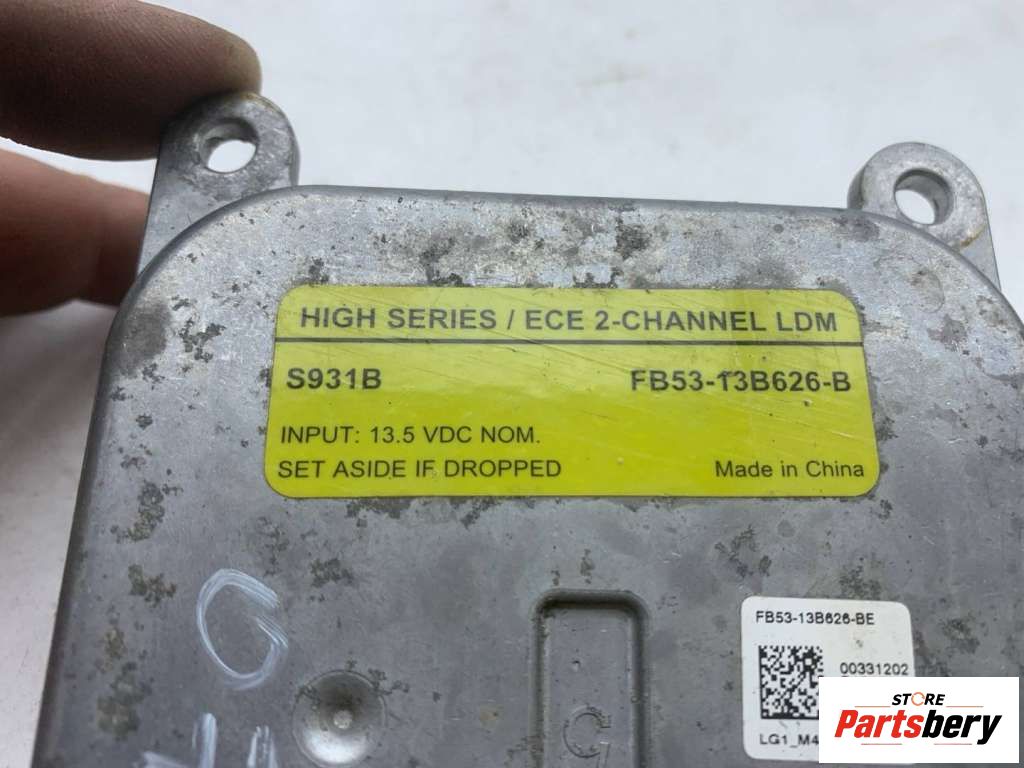 HIGH SERIES / ECE 2-CHANNEL LDM
S931B FB53-13B626-B
INPUT: 13.5 VDC NOM.
SET ASIDE IF DROPPED Made in China
G
FB53-13B626-BE
00331202
LG1_M4
STORE
Partsbery